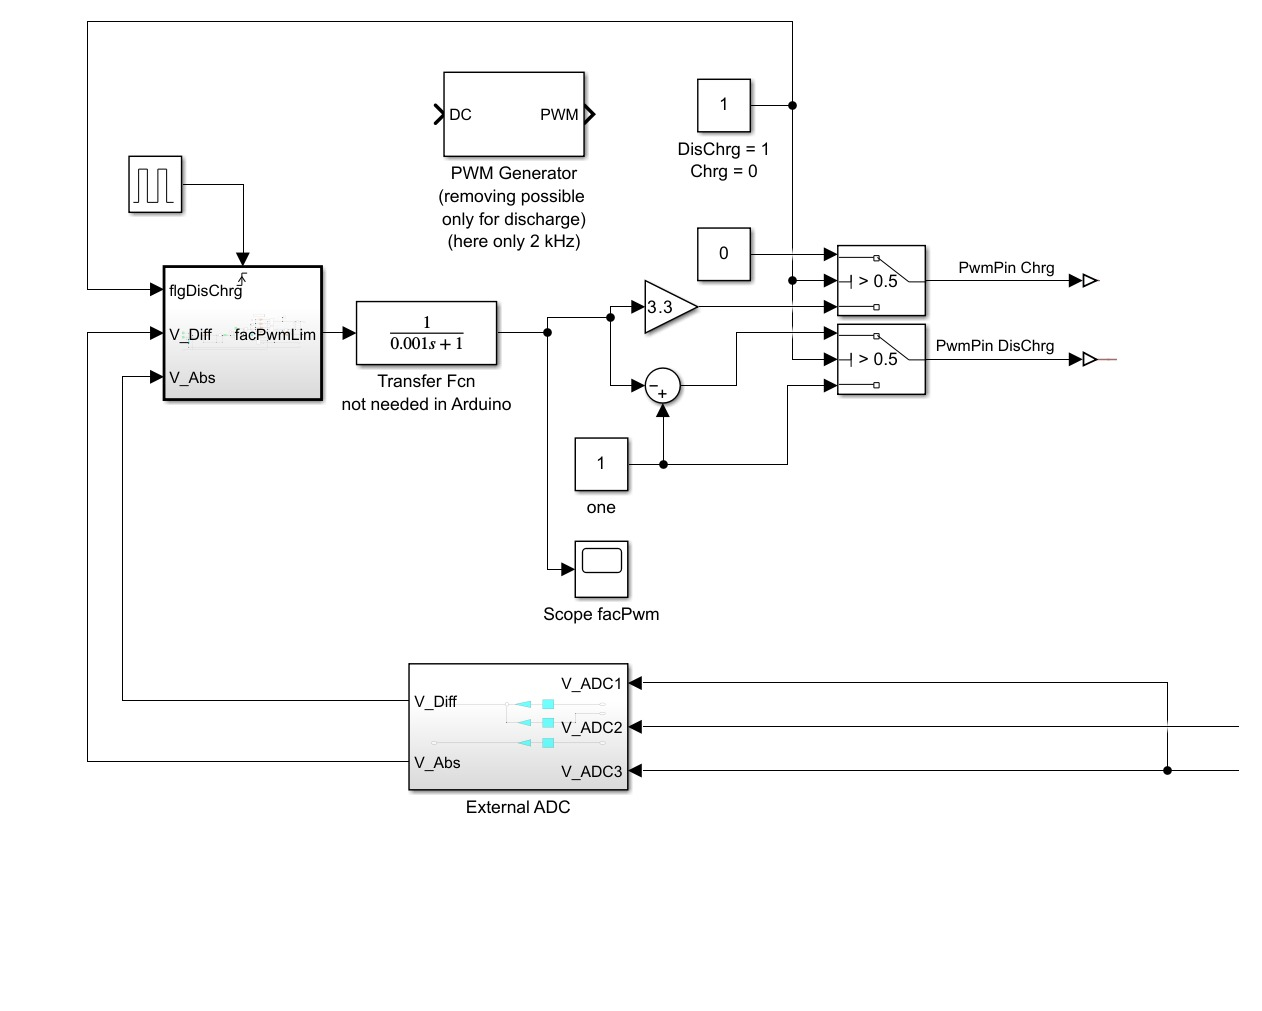 DC
PWM
PWM Generator
(removing possible
only for discharge)
(here only 2 kHz)
1
DisChrg = 1
Chrg = 0
0
flgDisChrg
V_Diff
facPwmLim
V_Abs
1
0.001s + 1
Transfer Fcn
not needed in Arduino
3.3
> 0.5
PwmPin Chrg
> 0.5
PwmPin DisChrg
−
+
1
one
Scope facPwm
V_Diff
V_Abs
V_ADC1
V_ADC2
V_ADC3
External ADC